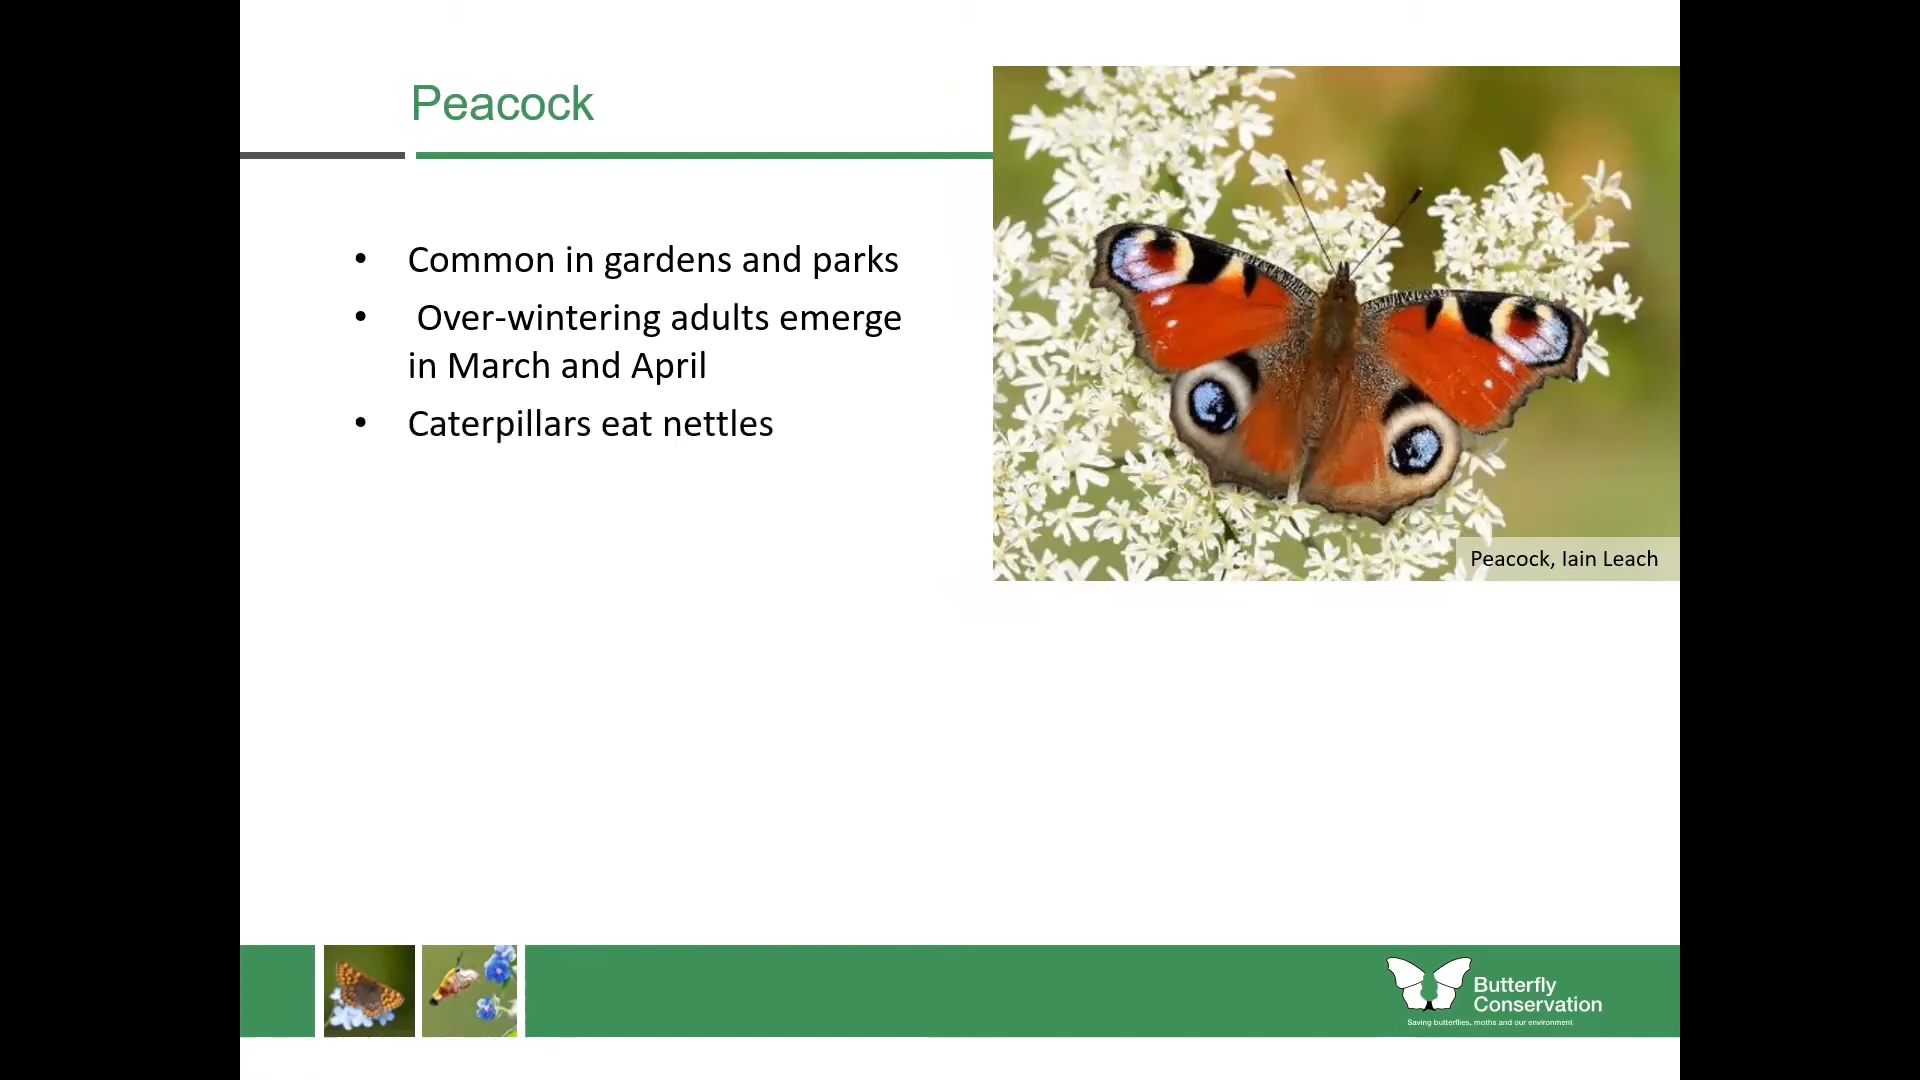 Peacock
• Common in gardens and parks
• Over-wintering adults emerge
in March and April
• Caterpillars eat nettles
Peacock, Iain Leach
Butterfly
Conservation
Saving butterflies, moths and our environment